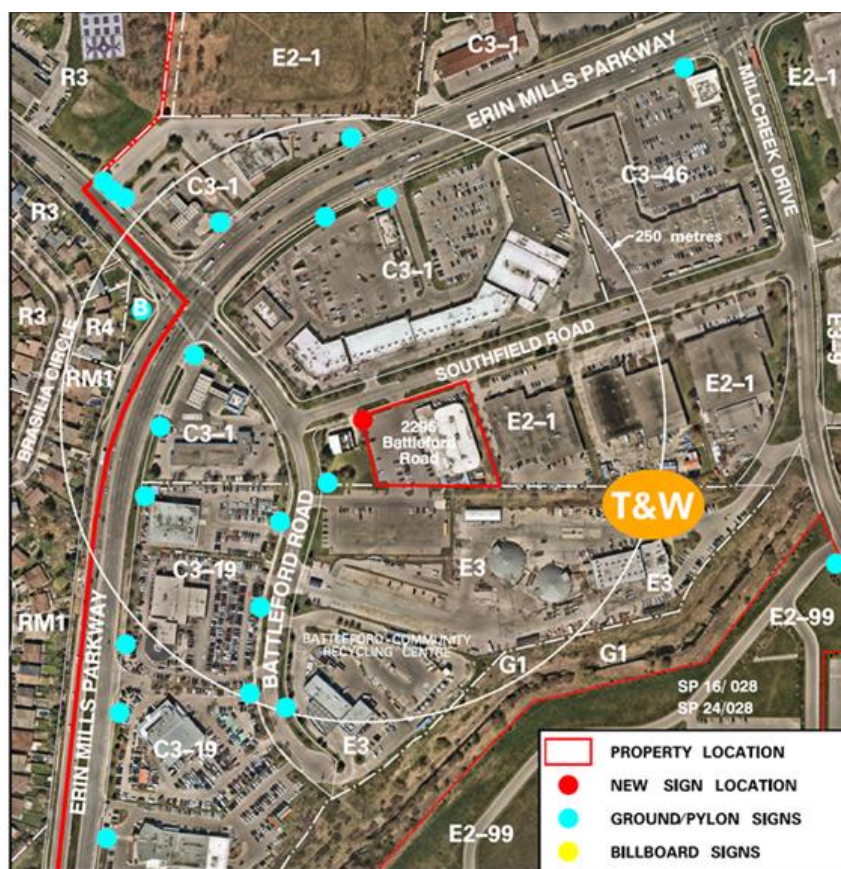 C3-1
E2-1
R3
ERIN MILLS PARKWAY
E2-1
MILLCREEK DRIVE
C3-1
C3-46
R3
250 metres
C3-1
B
R3
R4
BRASILIA CIRCLE
RM1
SOUTHFIELD ROAD
E3-9
E2-1
C3-1
2295
Battleford
Road
E2-1
T&W
BATTLEFORD ROAD
C3-19
E3
E3
RM1
ERIN MILLS PARKWAY
BATTLEFORD COMMUNITY
RECYCLING CENTRE
G1
G1
E2-99
SP 16/ 028
SP 24/028
C3-19
E3
E2-99
PROPERTY LOCATION
NEW SIGN LOCATION
GROUND/PYLON SIGNS
BILLBOARD SIGNS